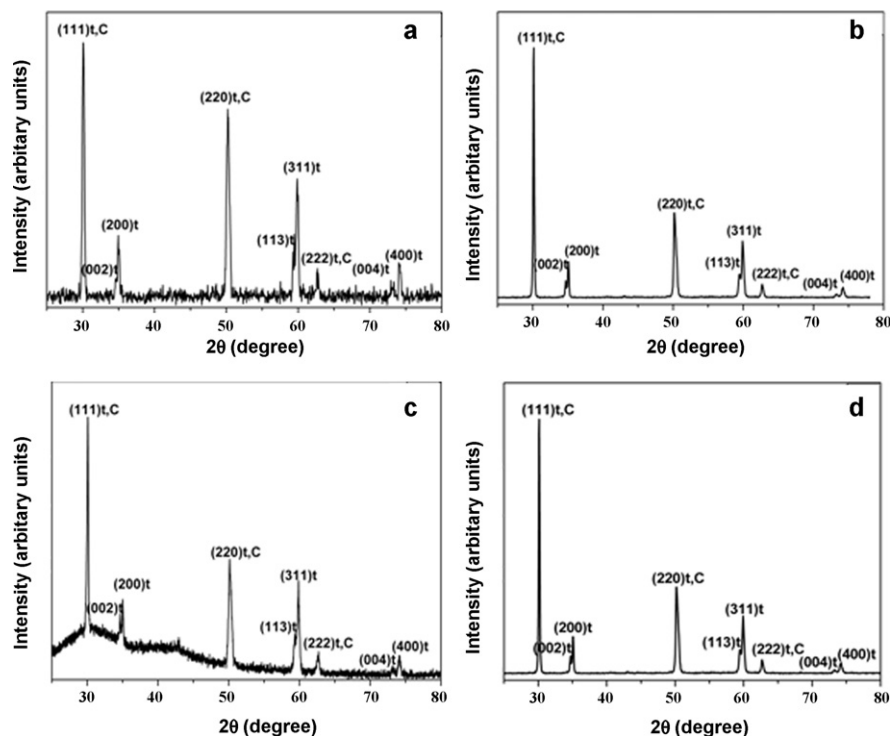 a
(111)t,C
(220)t,C
(311)t
(200)t
(113)t
(002)t
(222)t,C
(004)t
(400)t
Intensity (arbitary units)
30 40 50 60 70 80
2θ (degree)
b
(111)t,C
(220)t,C
(311)t
(002)t
(200)t
(113)t
(222)t,C
(004)t
(400)t
Intensity (arbitary units)
30 40 50 60 70 80
2θ (degree)
c
(111)t,C
(220)t,C
(311)t
(200)t
(002)t
(113)t
(222)t,C
(004)t
(400)t
Intensity (arbitary units)
30 40 50 60 70 80
2θ (degree)
d
(111)t,C
(220)t,C
(311)t
(200)t
(002)t
(113)t
(222)t,C
(004)t
(400)t
Intensity (arbitary units)
30 40 50 60 70 80
2θ (degree)